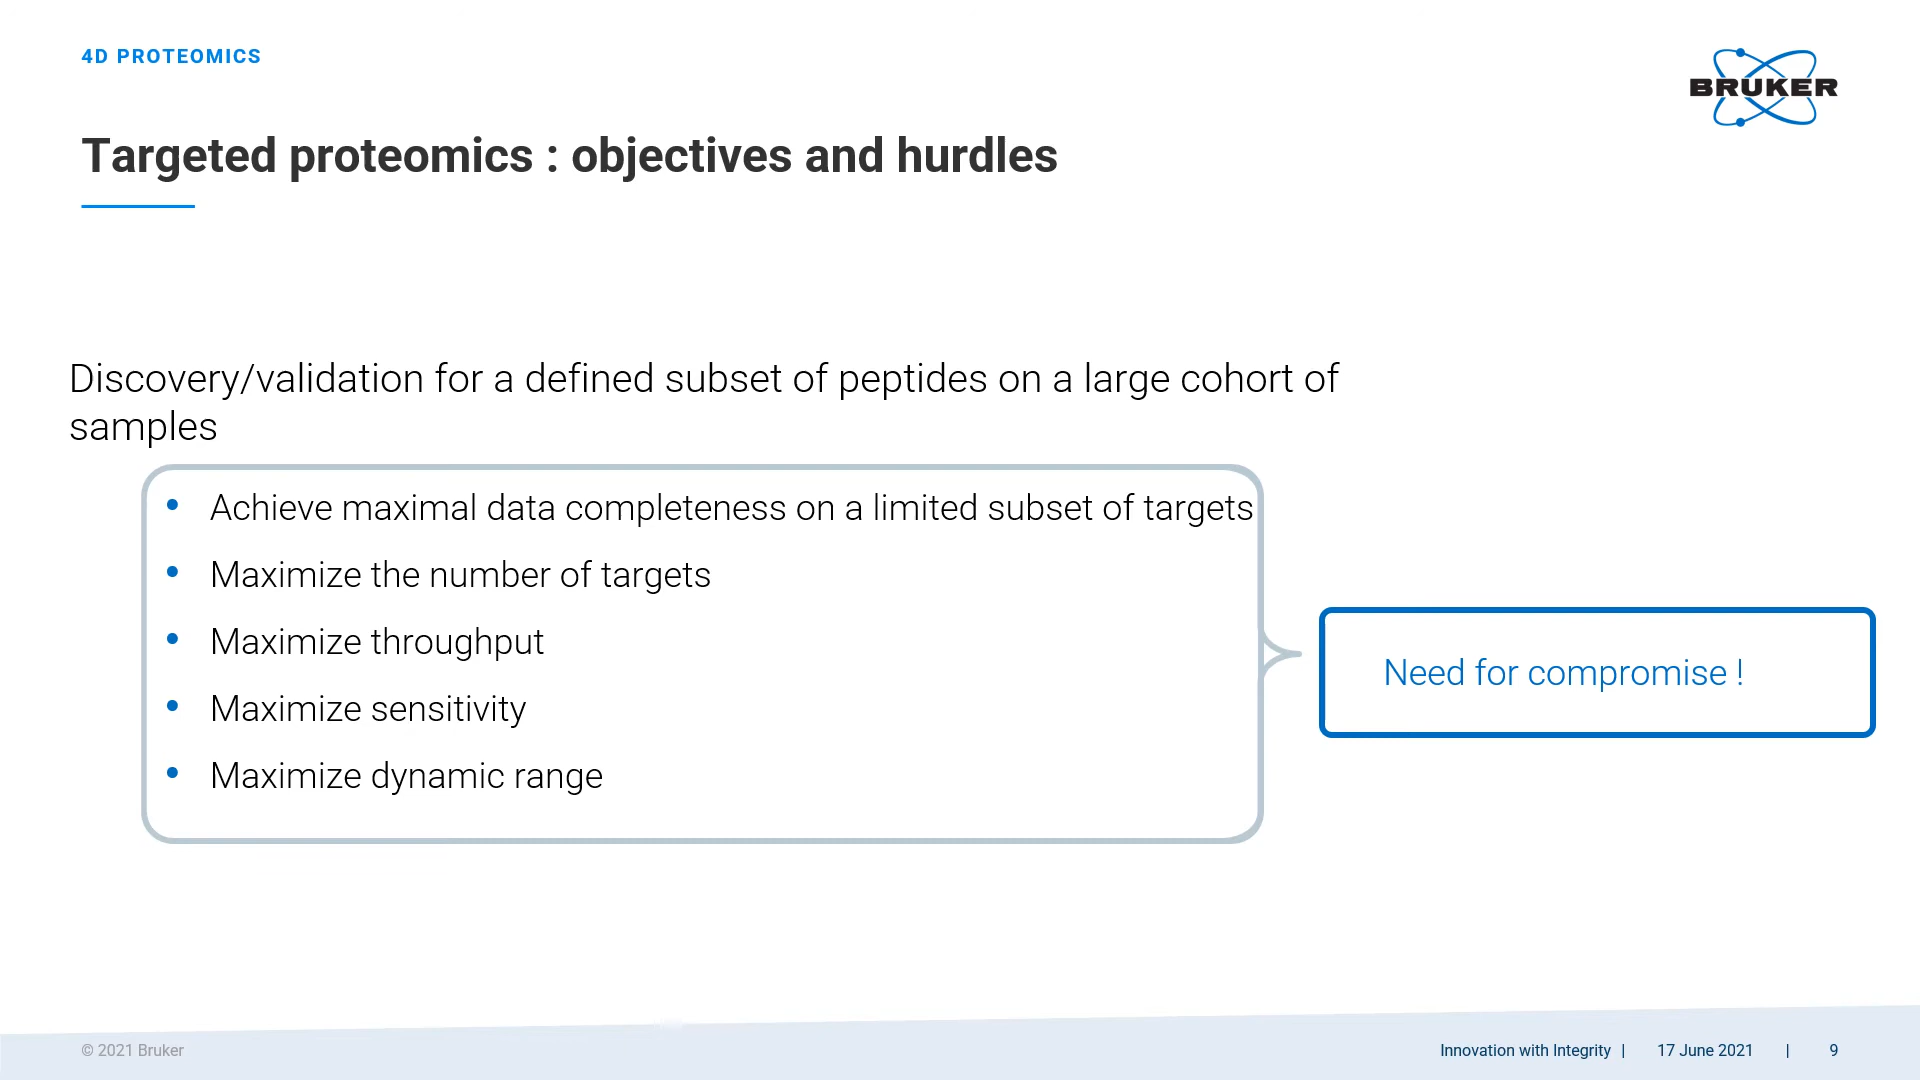 4D PROTEOMICS
BRUKER
Targeted proteomics : objectives and hurdles
Discovery/validation for a defined subset of peptides on a large cohort of
samples
• Achieve maximal data completeness on a limited subset of targets
• Maximize the number of targets
• Maximize throughput
• Maximize sensitivity
• Maximize dynamic range
Need for compromise !
© 2021 Bruker
Innovation with Integrity | 17 June 2021 | 9